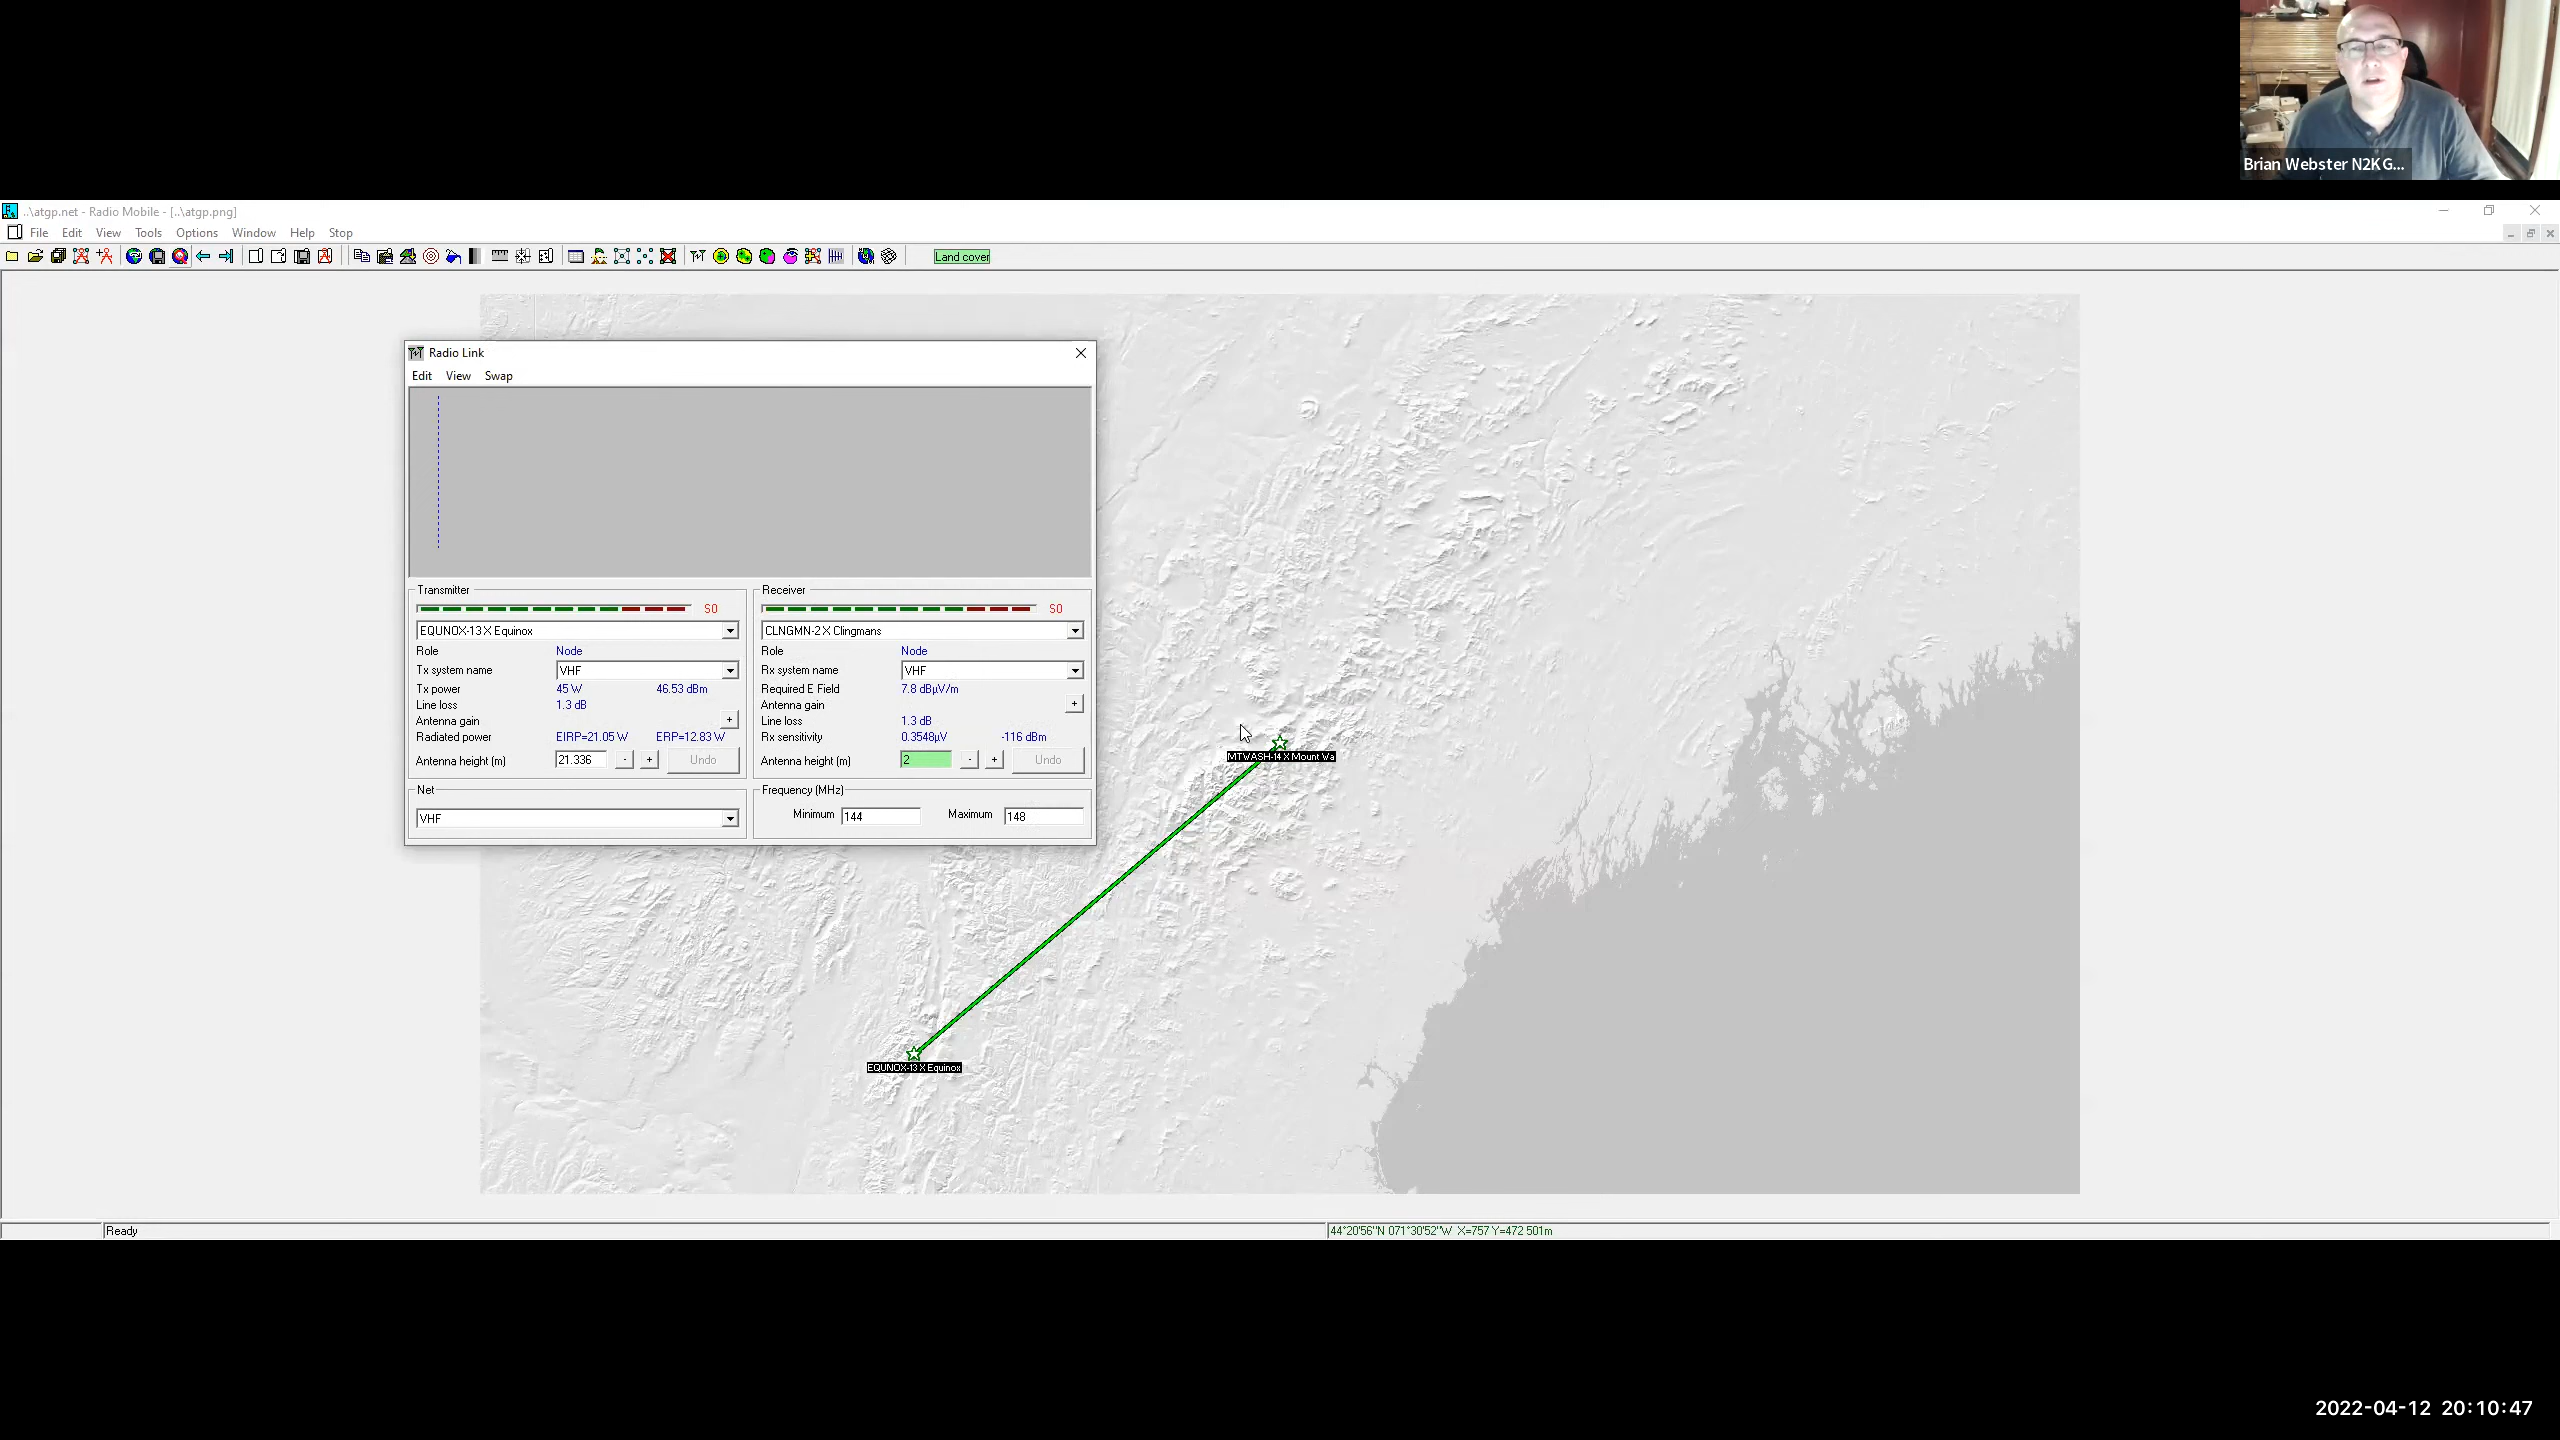 Brian Webster N2KG...
..\atgp.net - Radio Mobile - [..\atgp.png]
File Edit View Tools Options Window Help Stop
Land cover
Radio Link
Edit View Swap
Transmitter
S0
EQUNOX-13 X Equinox
Role Node
Tx system name VHF
Tx power 45 W 46.53 dBm
Line loss 1.3 dB
Antenna gain +
Radiated power EIRP=21.05 W ERP=12.83 W
Antenna height (m) 21.336 - + Undo
Net
VHF
Receiver
S0
CLNGMN-2 X Clingmans
Role Node
Rx system name VHF
Required E Field 7.8 dBµV/m
Antenna gain +
Line loss 1.3 dB
Rx sensitivity 0.3548µV -116 dBm
Antenna height (m) 2 - + Undo
Frequency (MHz)
Minimum 144 Maximum 148
MTWASH-14 X Mount Wa
EQUNOX-13 X Equinox
Ready
44°20'56"N 071°30'52"W X=757 Y=472 501m
2022-04-12 20:10:47